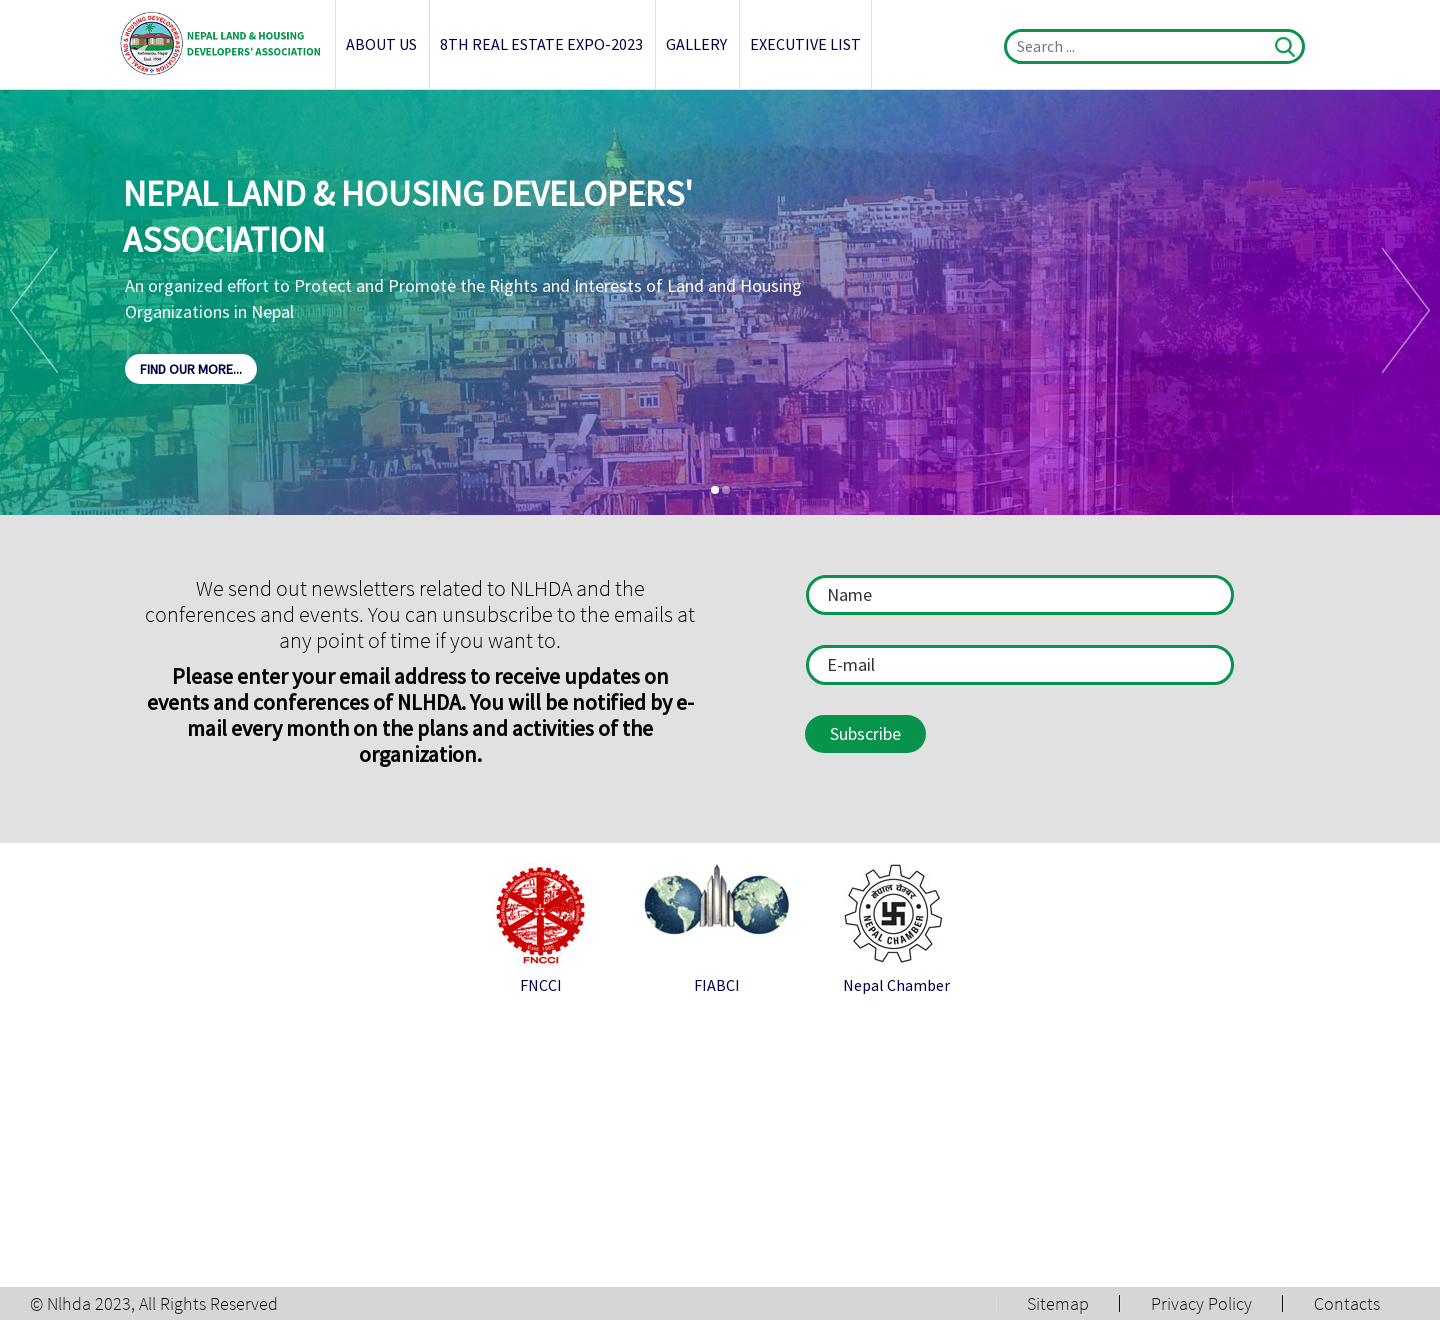 NEPAL LAND & HOUSING
DEVELOPERS' ASSOCIATION
ABOUT US
8TH REAL ESTATE EXPO-2023
GALLERY
EXECUTIVE LIST
Search ...
NEPAL LAND & HOUSING DEVELOPERS'
ASSOCIATION
An organized effort to Protect and Promote the Rights and Interests of Land and Housing
Organizations in Nepal
FIND OUR MORE...
We send out newsletters related to NLHDA and the
conferences and events. You can unsubscribe to the emails at
any point of time if you want to.
Please enter your email address to receive updates on
events and conferences of NLHDA. You will be notified by e-
mail every month on the plans and activities of the
organization.
Name
E-mail
Subscribe
FNCCI
नेपाल चेम्बर
NEPAL CHAMBER
FNCCI
FIABCI
Nepal Chamber
© Nlhda 2023, All Rights Reserved
Sitemap
Privacy Policy
Contacts